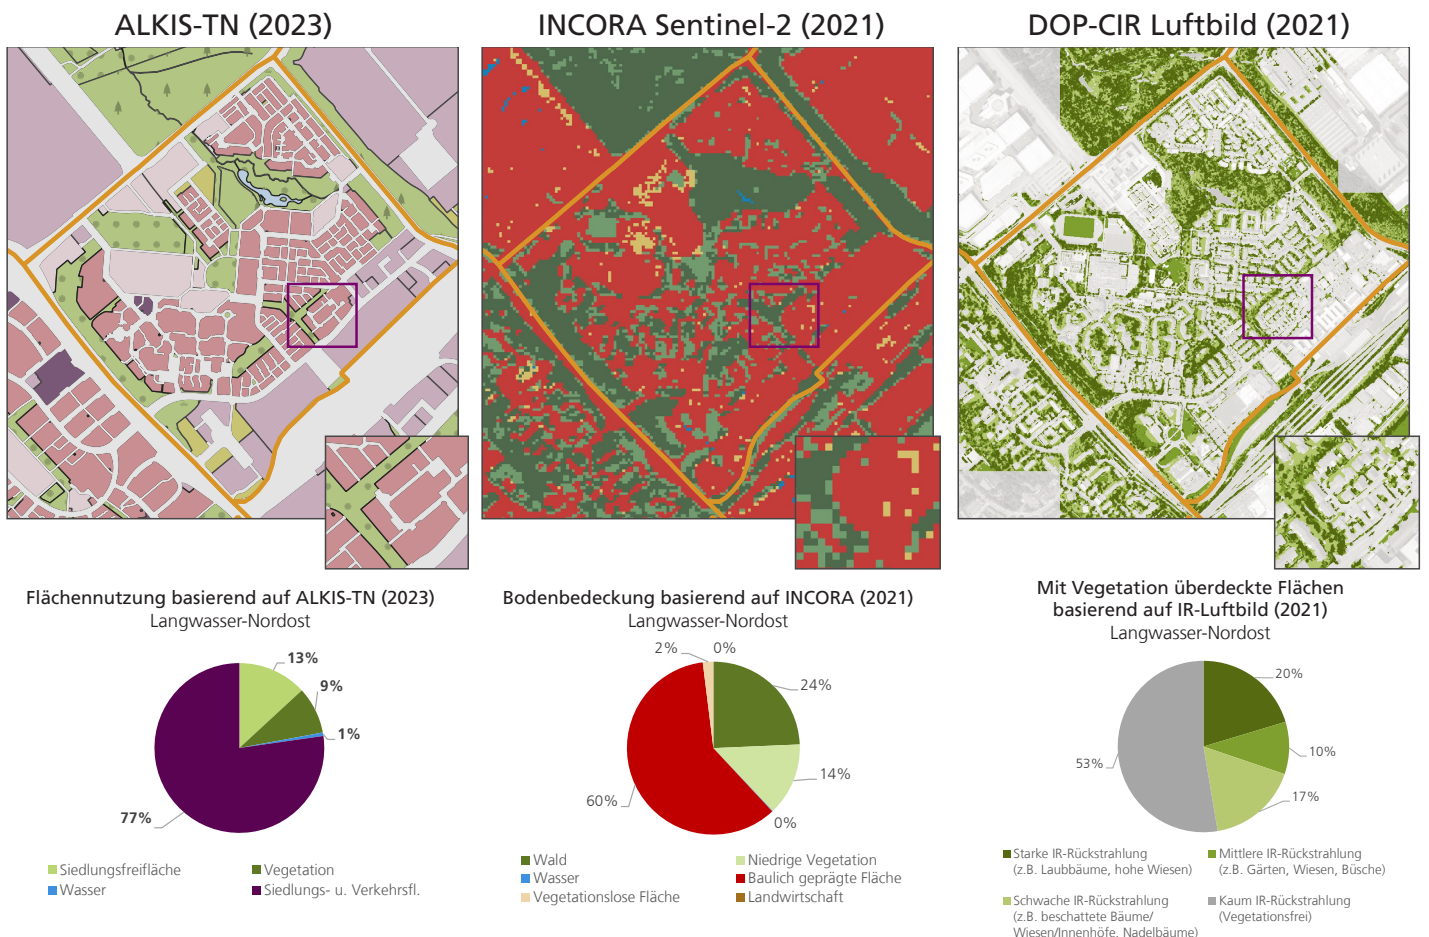 ALKIS-TN (2023)
INCORA Sentinel-2 (2021)
DOP-CIR Luftbild (2021)
Flächennutzung basierend auf ALKIS-TN (2023)
Langwasser-Nordost
13%
9%
1%
77%
Siedlungsfreifläche
Vegetation
Wasser
Siedlungs- u. Verkehrsfl.
Bodenbedeckung basierend auf INCORA (2021)
Langwasser-Nordost
2%
0%
24%
14%
60%
0%
Wald
Niedrige Vegetation
Wasser
Baulich geprägte Fläche
Vegetationslose Fläche
Landwirtschaft
Mit Vegetation überdeckte Flächen
basierend auf IR-Luftbild (2021)
Langwasser-Nordost
20%
10%
53%
17%
Starke IR-Rückstrahlung
(z.B. Laubbäume, hohe Wiesen)
Mittlere IR-Rückstrahlung
(z.B. Gärten, Wiesen, Büsche)
Schwache IR-Rückstrahlung
(z.B. beschattete Bäume/
Wiesen/Innenhöfe, Nadelbäume)
Kaum IR-Rückstrahlung
(Vegetationsfrei)